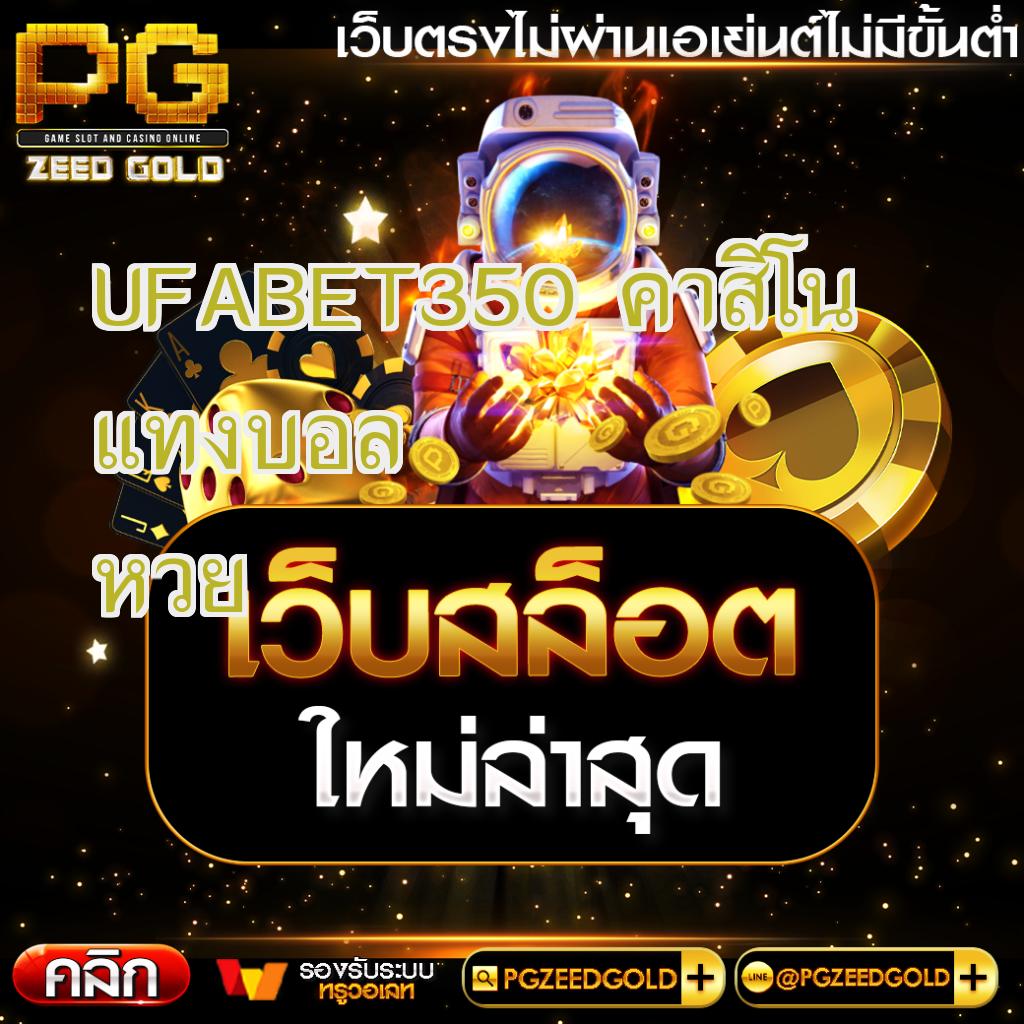 เว็บตรงไม่ผ่านเอเย่นต์ไม่มีขั้นต่ำ
PG
GAME SLOT AND CASINO ONLINE
ZEED GOLD
UFABET350 คาสิโน
แทงบอล
หวย
เว็บสล็อต
ใหม่ล่าสุด
คลิก
รองรับระบบ
ทรูวอเลท
PGZEEDGOLD +
LINE @PGZEEDGOLD +